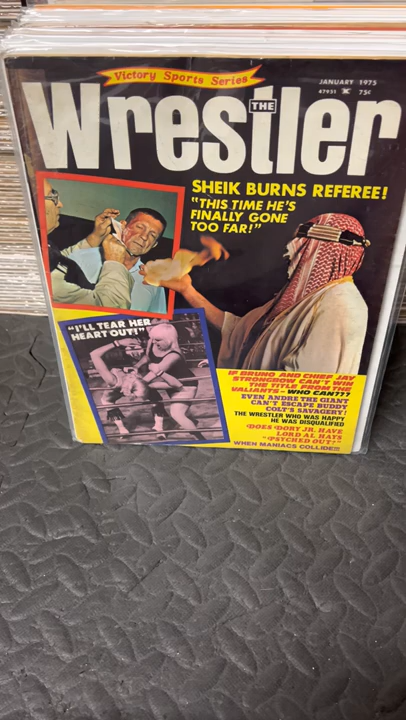 Victory Sports Series
JANUARY 1975
47951 75¢
THE
Wrestler
SHEIK BURNS REFEREE!
"THIS TIME HE'S
FINALLY GONE
TOO FAR!"
"I'LL TEAR HER
HEART OUT!"
IF BRUNO AND CHIEF JAY
STRONGBOW CAN'T WIN
THE TITLE FROM THE
VALIANTS - WHO CAN???
EVEN ANDRE THE GIANT
CAN'T ESCAPE BUDDY
COLT'S SAVAGERY!
THE WRESTLER WHO WAS HAPPY
HE WAS DISQUALIFIED
DOES DORY JR. HAVE
LORD AL HAYS
"PSYCHED OUT?"
WHEN MANIACS COLLIDE!!!